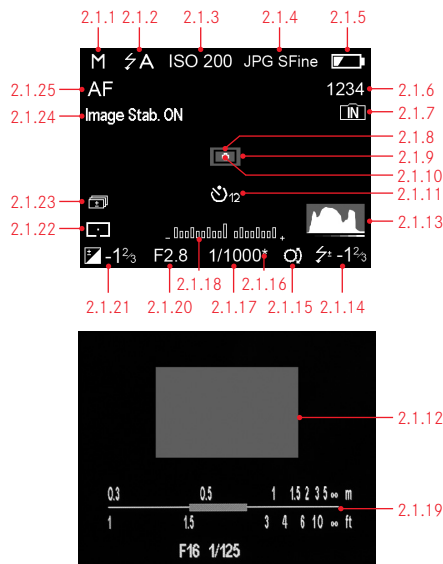 2.1.1 2.1.2 2.1.3 2.1.4 2.1.5
M A ISO 200 JPG SFine
2.1.25 AF 1234 2.1.6
2.1.24 Image Stab. ON IN 2.1.7
2.1.8
2.1.9
2.1.10
12 2.1.11
2.1.23
2.1.22 2.1.13
- +
± -1⅔ F2.8 1/1000* ± -1⅔
2.1.18 2.1.16
2.1.21 2.1.20 2.1.17 2.1.15 2.1.14
2.1.12
0.3 0.5 1 1.5 2 3 5 ∞ m
2.1.19
1 1.5 3 4 6 10 ∞ ft
F16 1/125